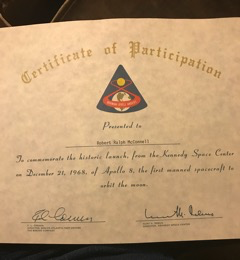 Certificate of Participation
Presented to
Robert Ralph McConnell
To commemorate the historic launch, from the Kennedy Space Center
on December 21, 1968, of Apollo 8, the first manned spacecraft to
orbit the moon.